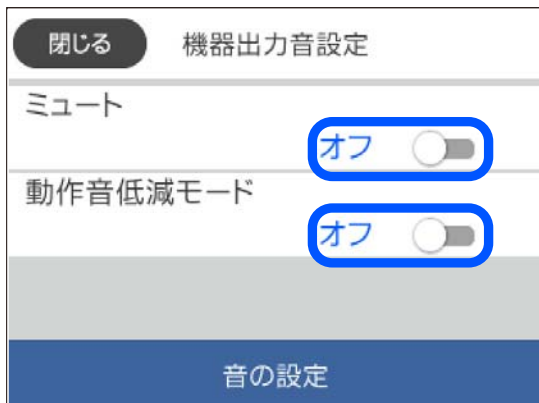 閉じる 機器出力音設定
ミュート
オフ
動作音低減モード
オフ
音の設定